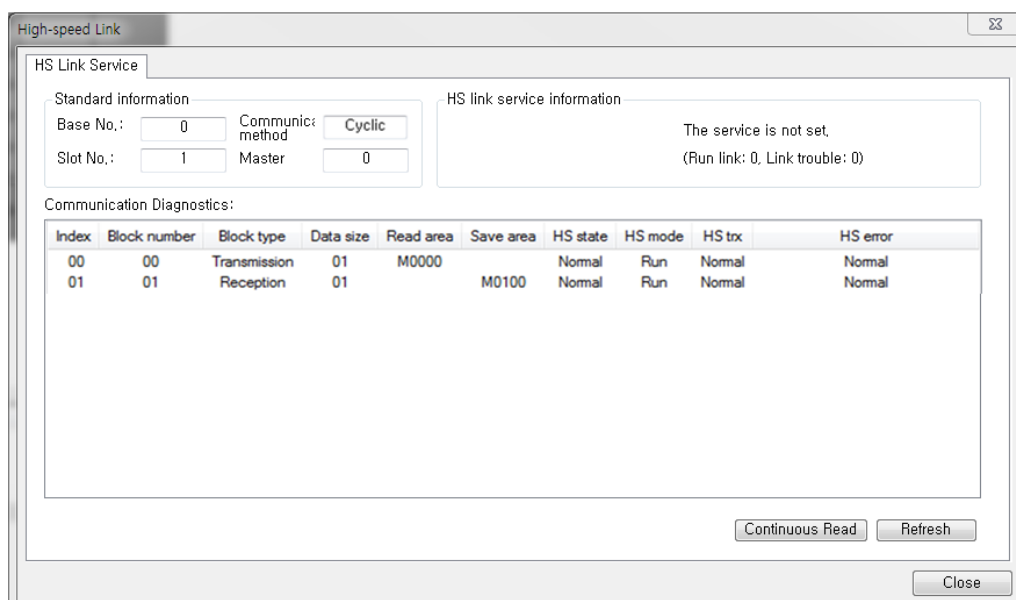 High-speed Link
HS Link Service
Standard information
Base No.: 0 Communica method Cyclic
Slot No.: 1 Master 0
HS link service information
The service is not set,
(Run link: 0, Link trouble: 0)
Communication Diagnostics:
Index Block number Block type Data size Read area Save area HS state HS mode HS trx HS error
00 00 Transmission 01 M0000 Normal Run Normal Normal
01 01 Reception 01 M0100 Normal Run Normal Normal
Continuous Read Refresh
Close